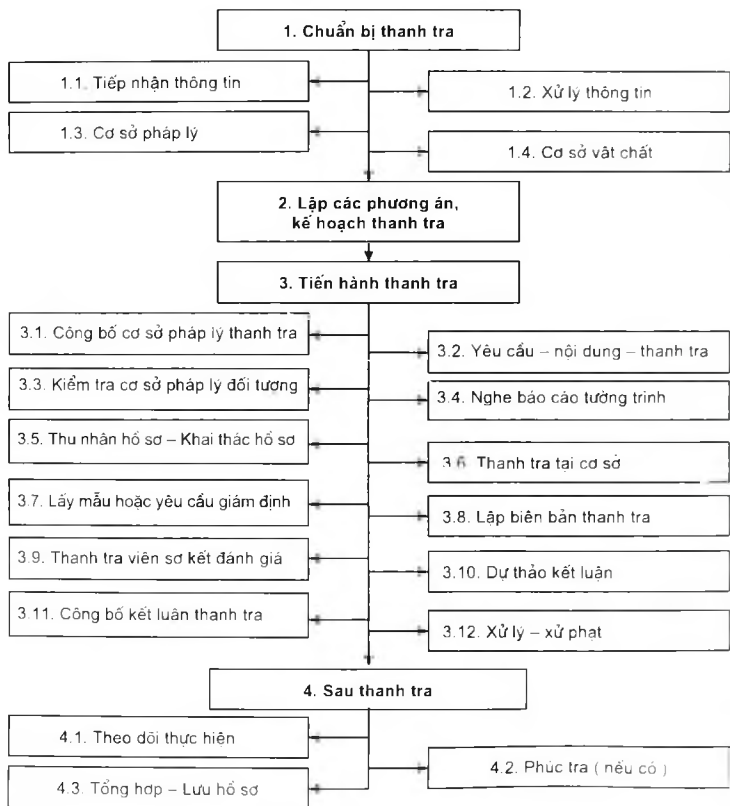 1. Chuẩn bị thanh tra
1.1. Tiếp nhận thông tin
1.2. Xử lý thông tin
1.3. Cơ sở pháp lý
1.4. Cơ sở vật chất
2. Lập các phương án,
kế hoạch thanh tra
3. Tiến hành thanh tra
3.1. Công bố cơ sở pháp lý thanh tra
3.2. Yêu cầu – nội dung – thanh tra
3.3. Kiểm tra cơ sở pháp lý đối tượng
3.4. Nghe báo cáo tường trình
3.5. Thu nhận hồ sơ – Khai thác hồ sơ
3.6. Thanh tra tại cơ sở
3.7. Lấy mẫu hoặc yêu cầu giám định
3.8. Lập biên bản thanh tra
3.9. Thanh tra viên sơ kết đánh giá
3.10. Dự thảo kết luận
3.11. Công bố kết luân thanh tra
3.12. Xử lý – xử phạt
4. Sau thanh tra
4.1. Theo dõi thực hiện
4.2. Phúc tra ( nếu có )
4.3. Tổng hơp – Lưu hồ sơ